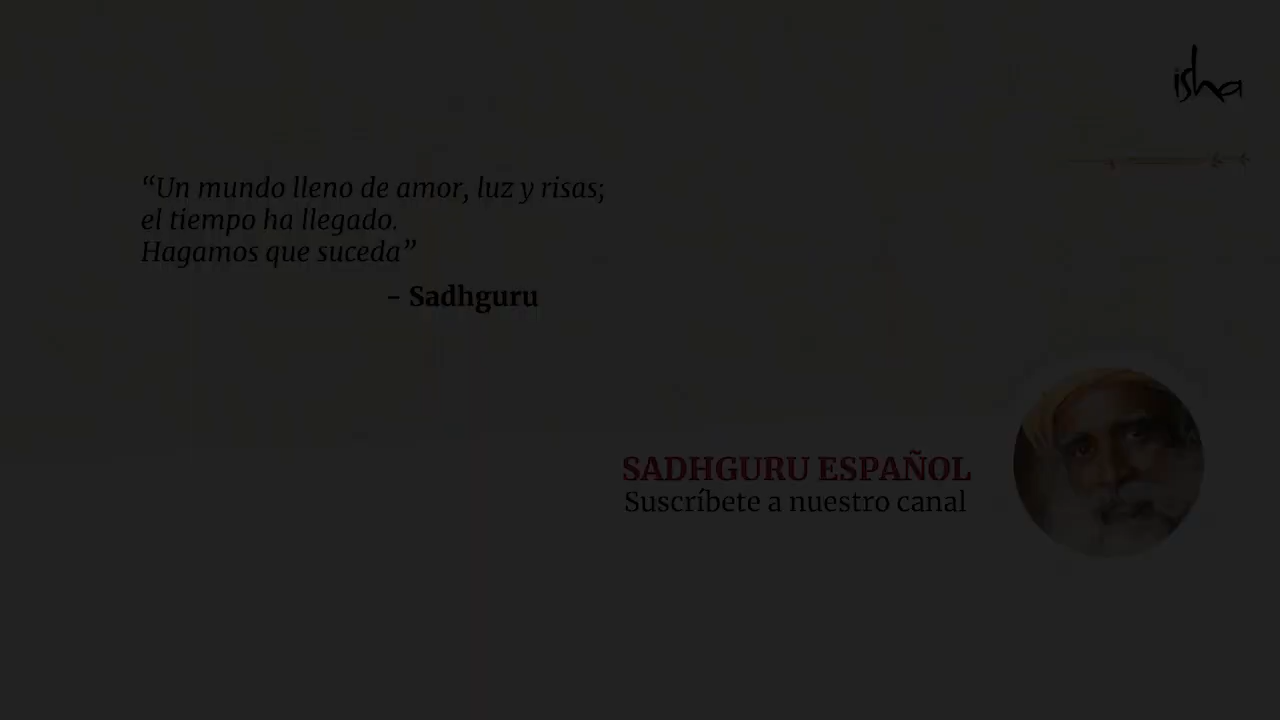 isha
“Un mundo lleno de amor, luz y risas;
el tiempo ha llegado.
Hagamos que suceda”
- Sadhguru
SADHGURU ESPAÑOL
Suscríbete a nuestro canal